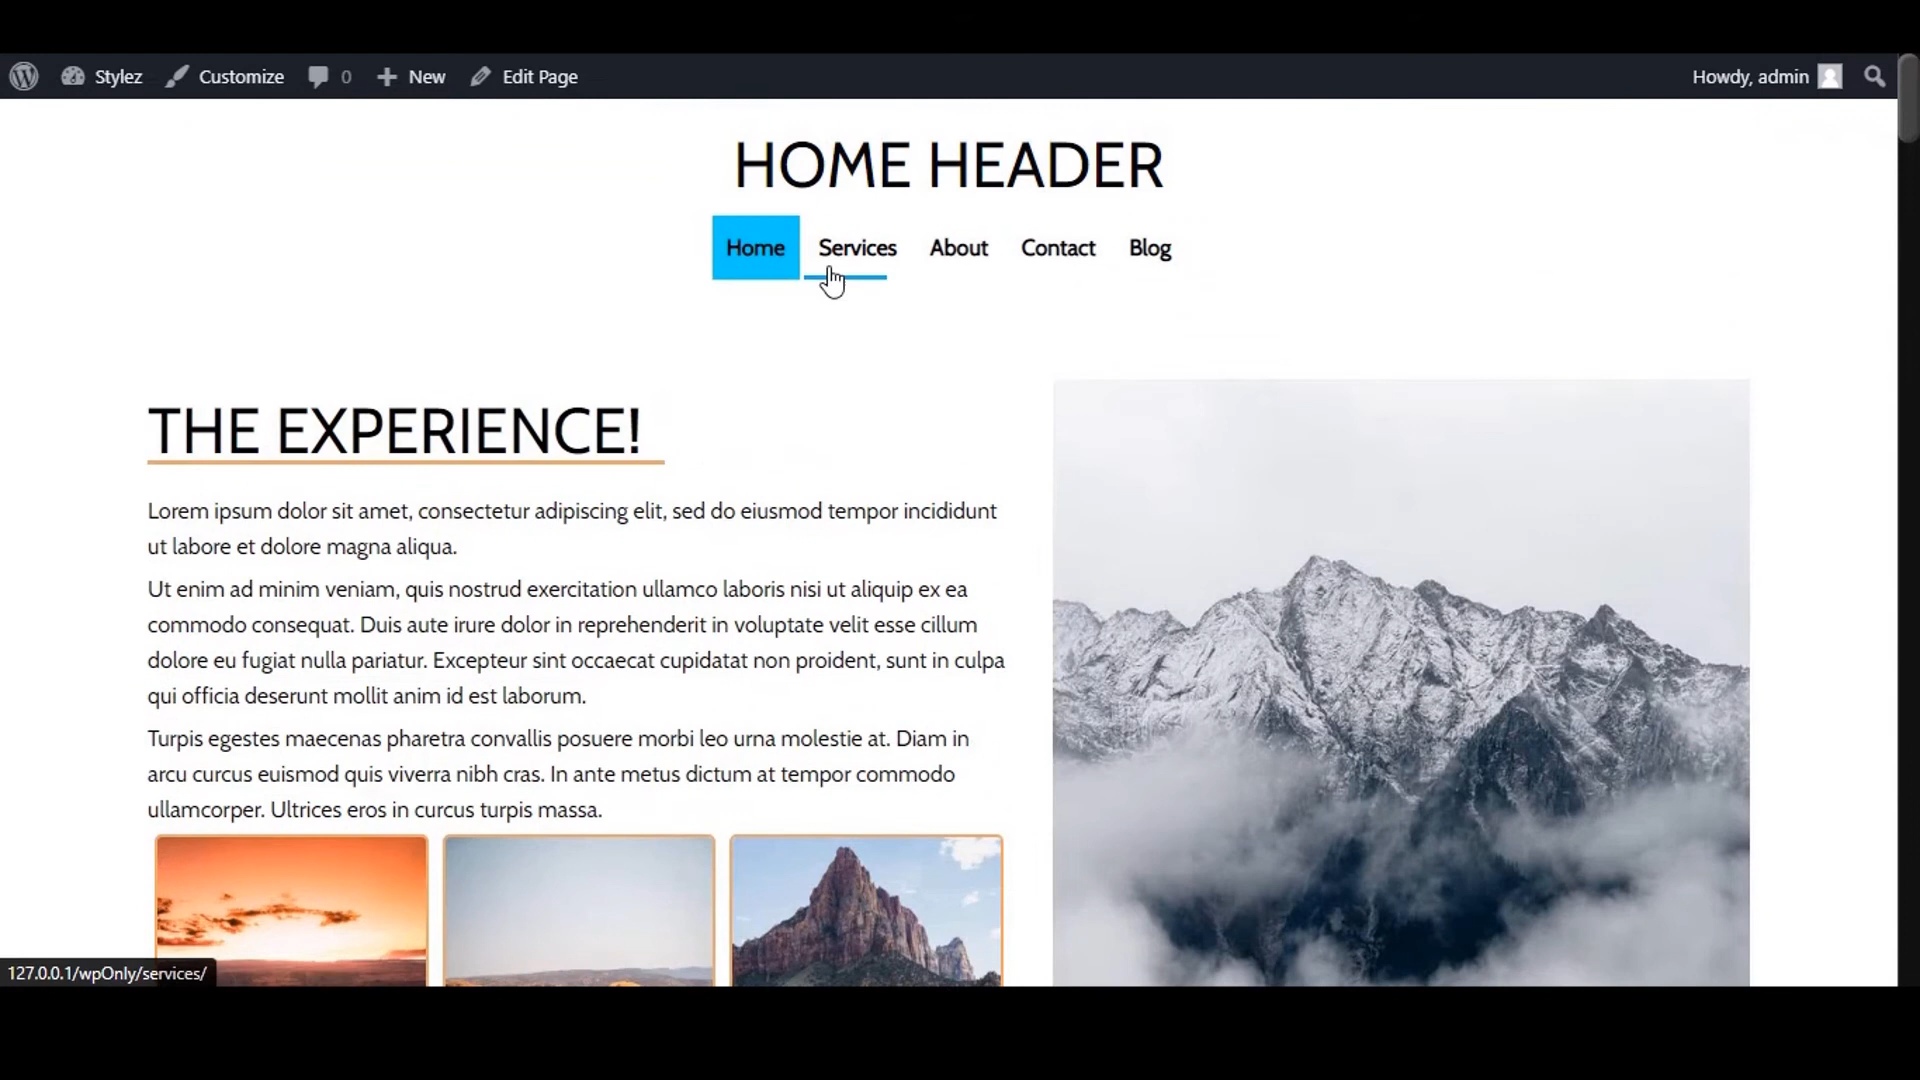 Stylez Customize 0 New Edit Page Howdy, admin
HOME HEADER
Home Services About Contact Blog
THE EXPERIENCE!
Lorem ipsum dolor sit amet, consectetur adipiscing elit, sed do eiusmod tempor incididunt
ut labore et dolore magna aliqua.
Ut enim ad minim veniam, quis nostrud exercitation ullamco laboris nisi ut aliquip ex ea
commodo consequat. Duis aute irure dolor in reprehenderit in voluptate velit esse cillum
dolore eu fugiat nulla pariatur. Excepteur sint occaecat cupidatat non proident, sunt in culpa
qui officia deserunt mollit anim id est laborum.
Turpis egestes maecenas pharetra convallis posuere morbi leo urna molestie at. Diam in
arcu curcus euismod quis viverra nibh cras. In ante metus dictum at tempor commodo
ullamcorper. Ultrices eros in curcus turpis massa.
127.0.0.1/wpOnly/services/